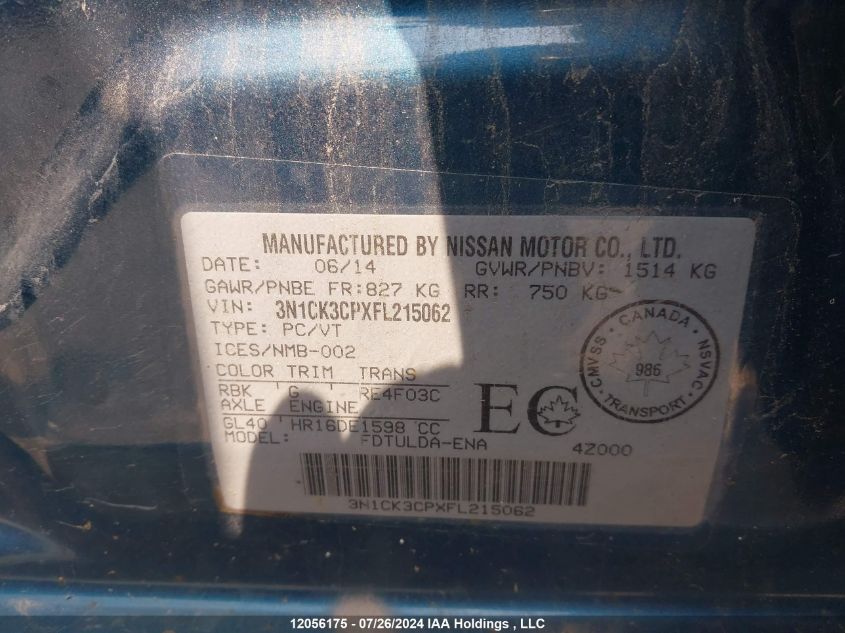 MANUFACTURED BY NISSAN MOTOR CO., LTD.
DATE: 06/14 GVWR/PNBV: 1514 KG
GAWR/PNBE FR:827 KG RR: 750 KG
VIN: 3N1CK3CPXFL215062
TYPE: PC/VT
ICES/NMB-002
COLOR TRIM TRANS
RBK G RE4F03C
AXLE ENGINE
GL40 HR16DE1598 CC
MODEL: FDTULDA-ENA 4Z000
EC
CANADA
CMVSS NSVAC
986
TRANSPORT
3N1CK3CPXFL215062
12056175 - 07/26/2024 IAA Holdings , LLC